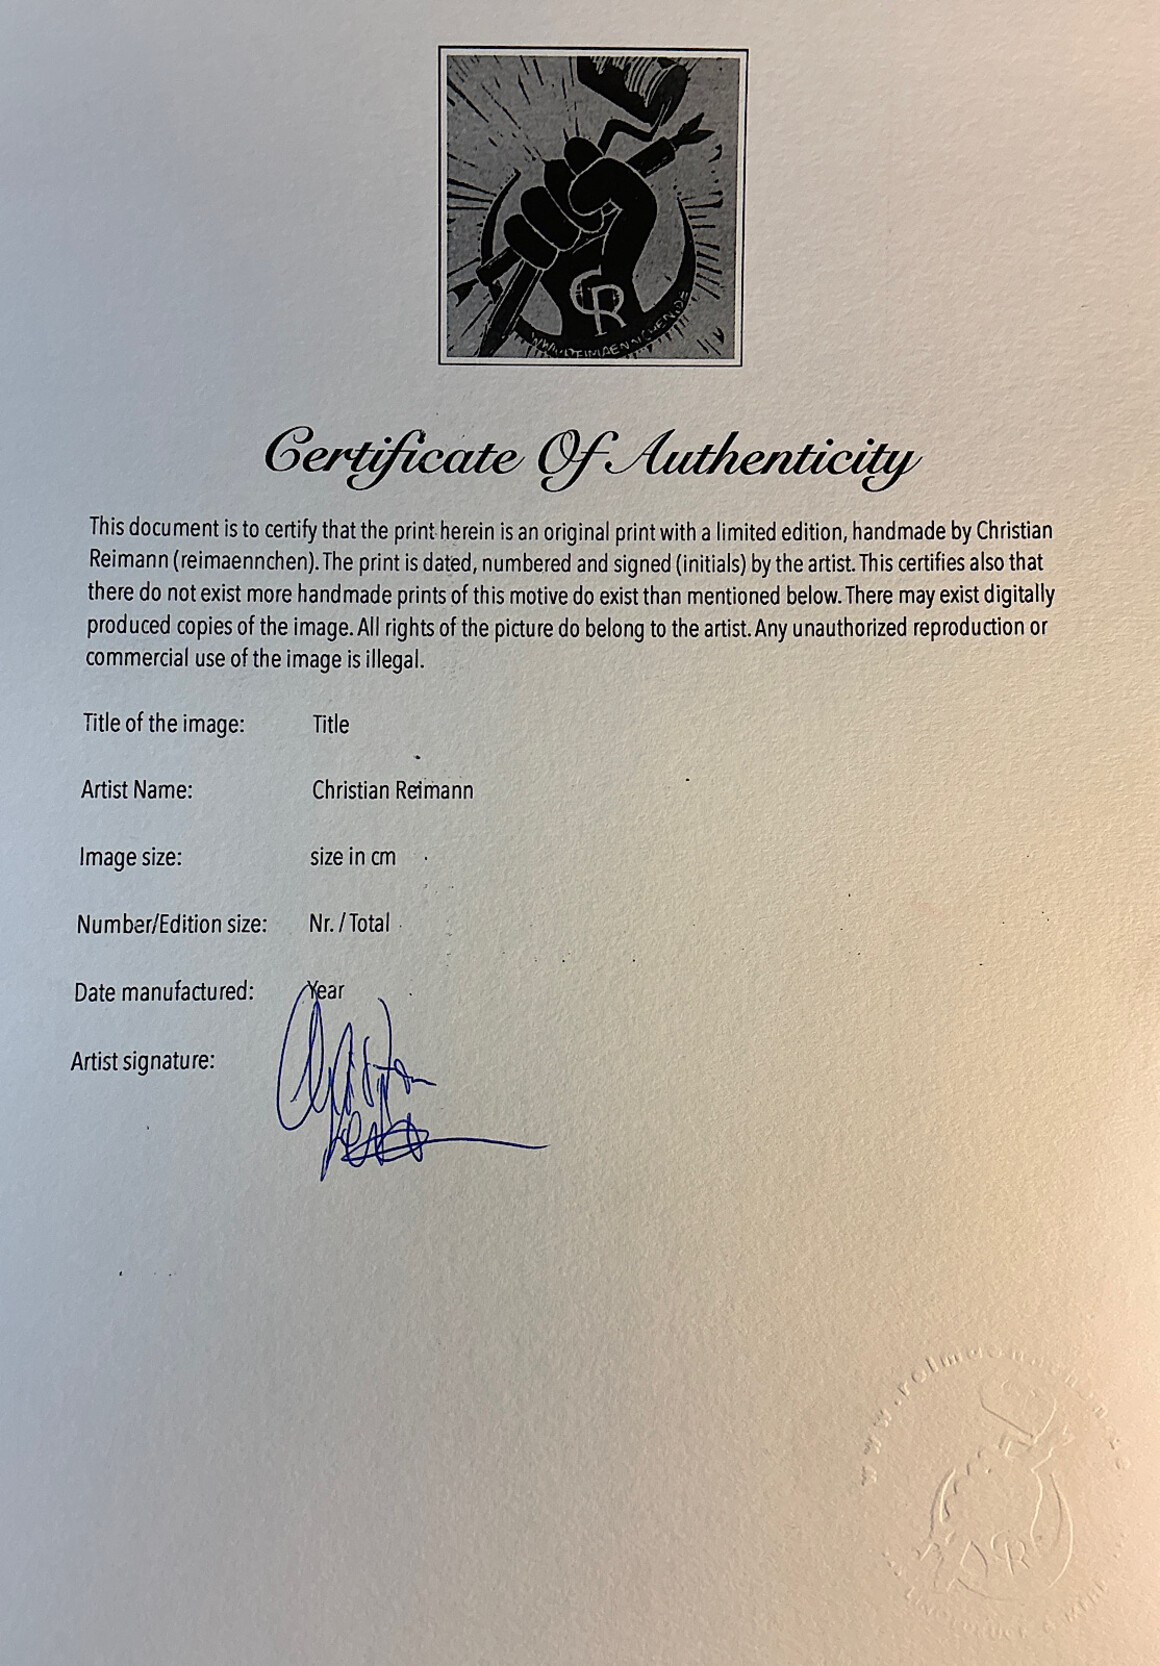 CR
Certificate Of Authenticity
This document is to certify that the print herein is an original print with a limited edition, handmade by Christian
Reimann (reimaennchen). The print is dated, numbered and signed (initials) by the artist. This certifies also that
there do not exist more handmade prints of this motive do exist than mentioned below. There may exist digitally
produced copies of the image. All rights of the picture do belong to the artist. Any unauthorized reproduction or
commercial use of the image is illegal.
Title of the image: Title
Artist Name: Christian Reimann
Image size: size in cm
Number/Edition size: Nr. / Total
Date manufactured: Year
Artist signature:
www.reimaennchen.de